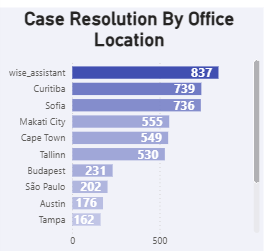 Case Resolution By Office
Location
wise_assistant 837
Curitiba 739
Sofia 736
Makati City 555
Cape Town 549
Tallinn 530
Budapest 231
São Paulo 202
Austin 176
Tampa 162
0 500